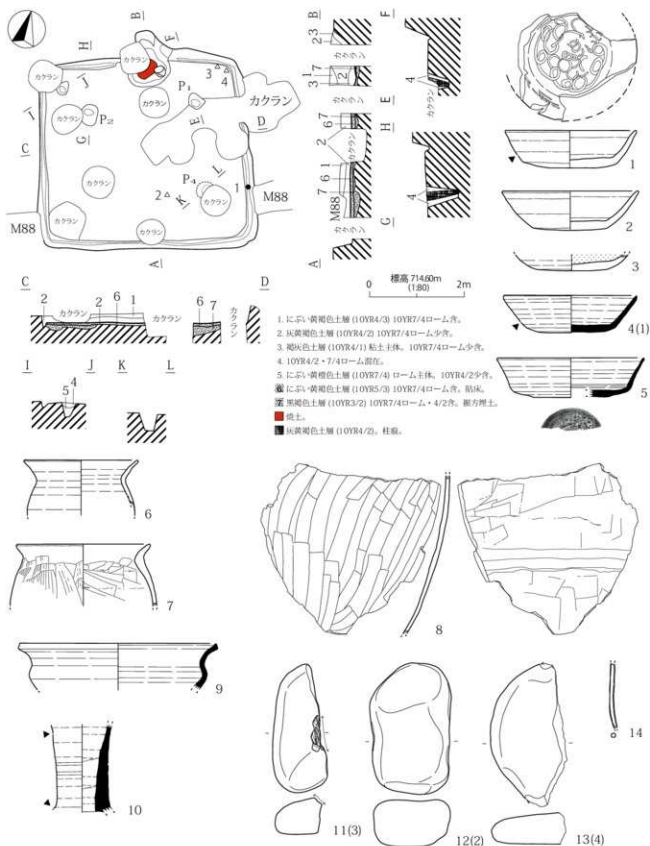 B
F
H
カクラン
カクラン
3
4
J
カクラン
P1
カクラン
I
カクラン
P2
G
E
D
C
L
P4
1
2
K
カクラン
M88
カクラン
M88
カクラン
A
B
3
2
カクラン
1
7
3
2
カクラン
6
7
2
カクラン
1
6
7
M88
カクラン
A
F
4
カクラン
E
H
4
G
標高 714.60m
0 (1:80) 2m
C
D
2
カクラン
2
6
1
カクラン
6
7
カクラン
I
J
K
L
5
4
1. にぶい黄褐色土層 (10YR4/3) 10YR7/4ローム含。
2. 灰黄褐色土層 (10YR4/2) 10YR7/4ローム少含。
3. 褐灰色土層 (10YR4/1) 粘土主体。10YR7/4ローム少含。
4. 10YR4/2・7/4ローム混在。
5. にぶい黄橙色土層 (10YR7/4) ローム主体。10YR4/2少含。
6. にぶい黄褐色土層 (10YR5/3) 10YR7/4ローム含。貼床。
7. 黒褐色土層 (10YR3/2) 10YR7/4ローム・4/2含。掘方埋土。
焼土。
灰黄褐色土層 (10YR4/2)。柱痕。
1
2
3
4(1)
5
6
7
8
9
10
11(3)
12(2)
13(4)
14